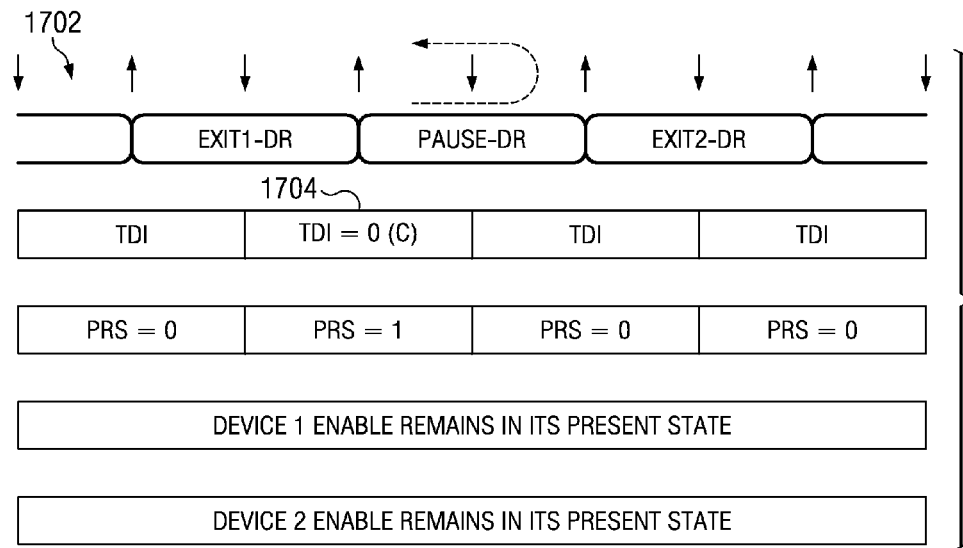 1702
EXIT1-DR PAUSE-DR EXIT2-DR
1704
TDI TDI = 0 (C) TDI TDI
PRS = 0 PRS = 1 PRS = 0 PRS = 0
DEVICE 1 ENABLE REMAINS IN ITS PRESENT STATE
DEVICE 2 ENABLE REMAINS IN ITS PRESENT STATE